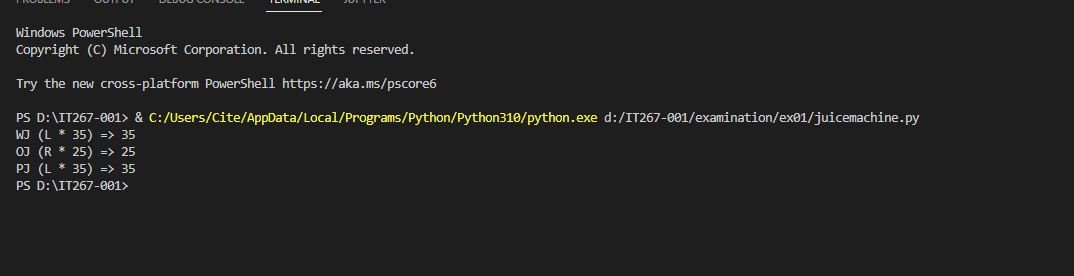 PROBLEMS OUTPUT DEBUG CONSOLE TERMINAL JUPYTER
Windows PowerShell
Copyright (C) Microsoft Corporation. All rights reserved.
Try the new cross-platform PowerShell https://aka.ms/pscore6
PS D:\IT267-001> & C:/Users/Cite/AppData/Local/Programs/Python/Python310/python.exe d:/IT267-001/examination/ex01/juicemachine.py
WJ (L * 35) => 35
OJ (R * 25) => 25
PJ (L * 35) => 35
PS D:\IT267-001>